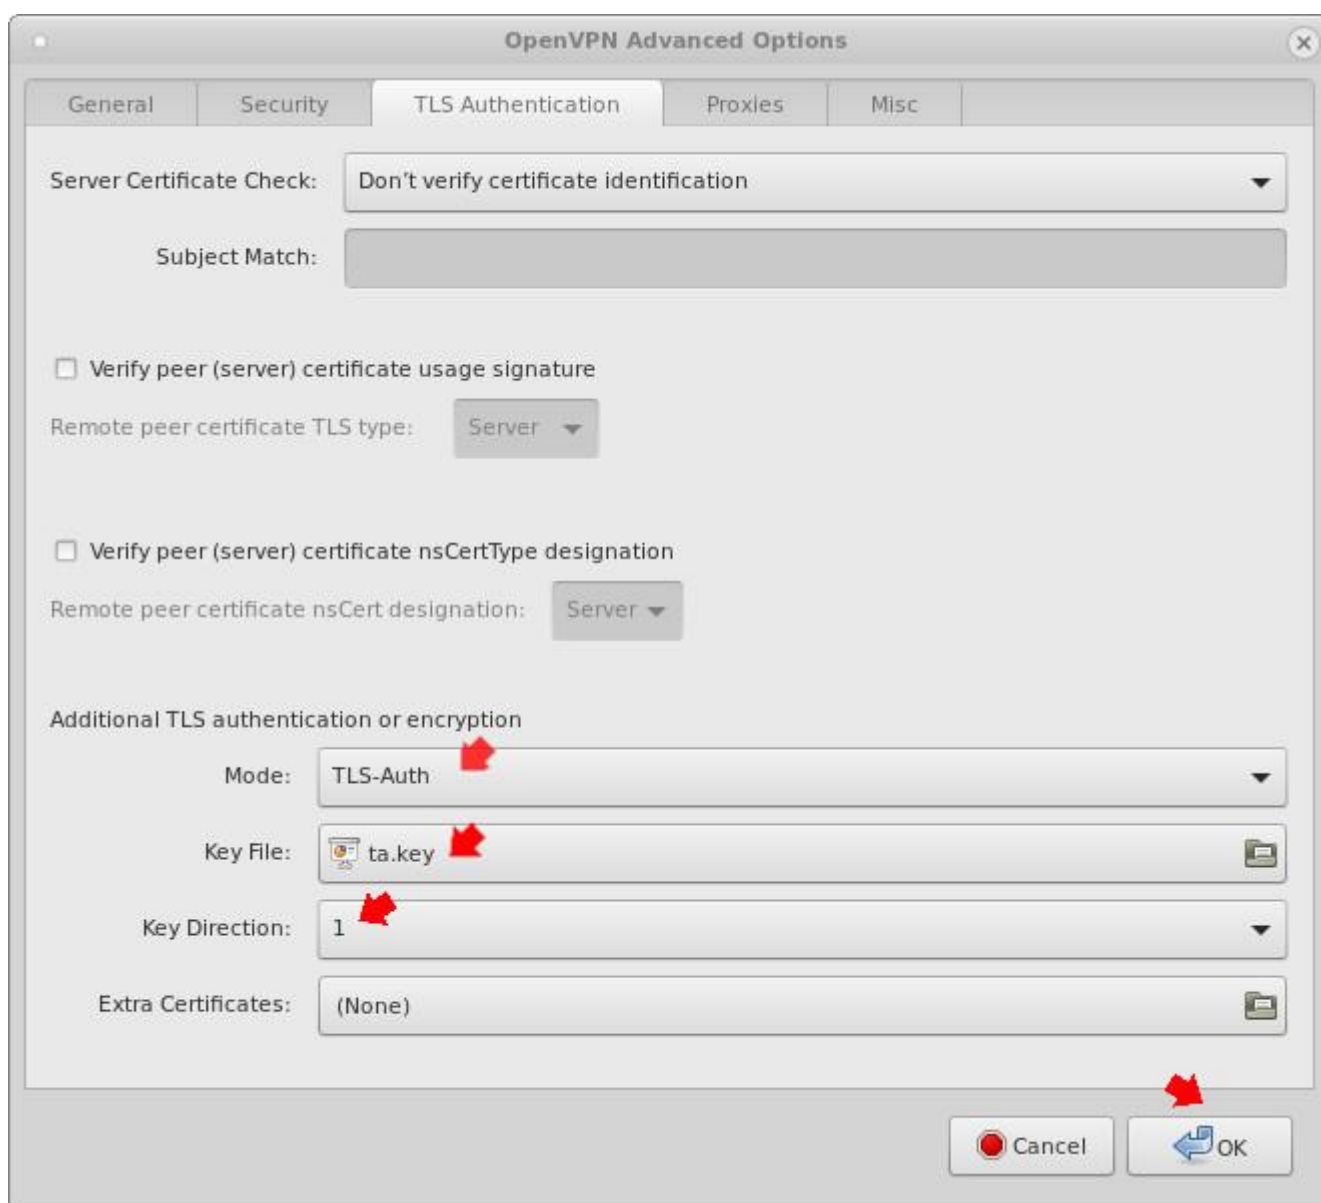 OpenVPN Advanced Options
General Security TLS Authentication Proxies Misc
Server Certificate Check: Don't verify certificate identification
Subject Match:
Verify peer (server) certificate usage signature
Remote peer certificate TLS type: Server
Verify peer (server) certificate nsCertType designation
Remote peer certificate nsCert designation: Server
Additional TLS authentication or encryption
Mode: TLS-Auth
Key File: ta.key
Key Direction: 1
Extra Certificates: (None)
Cancel OK